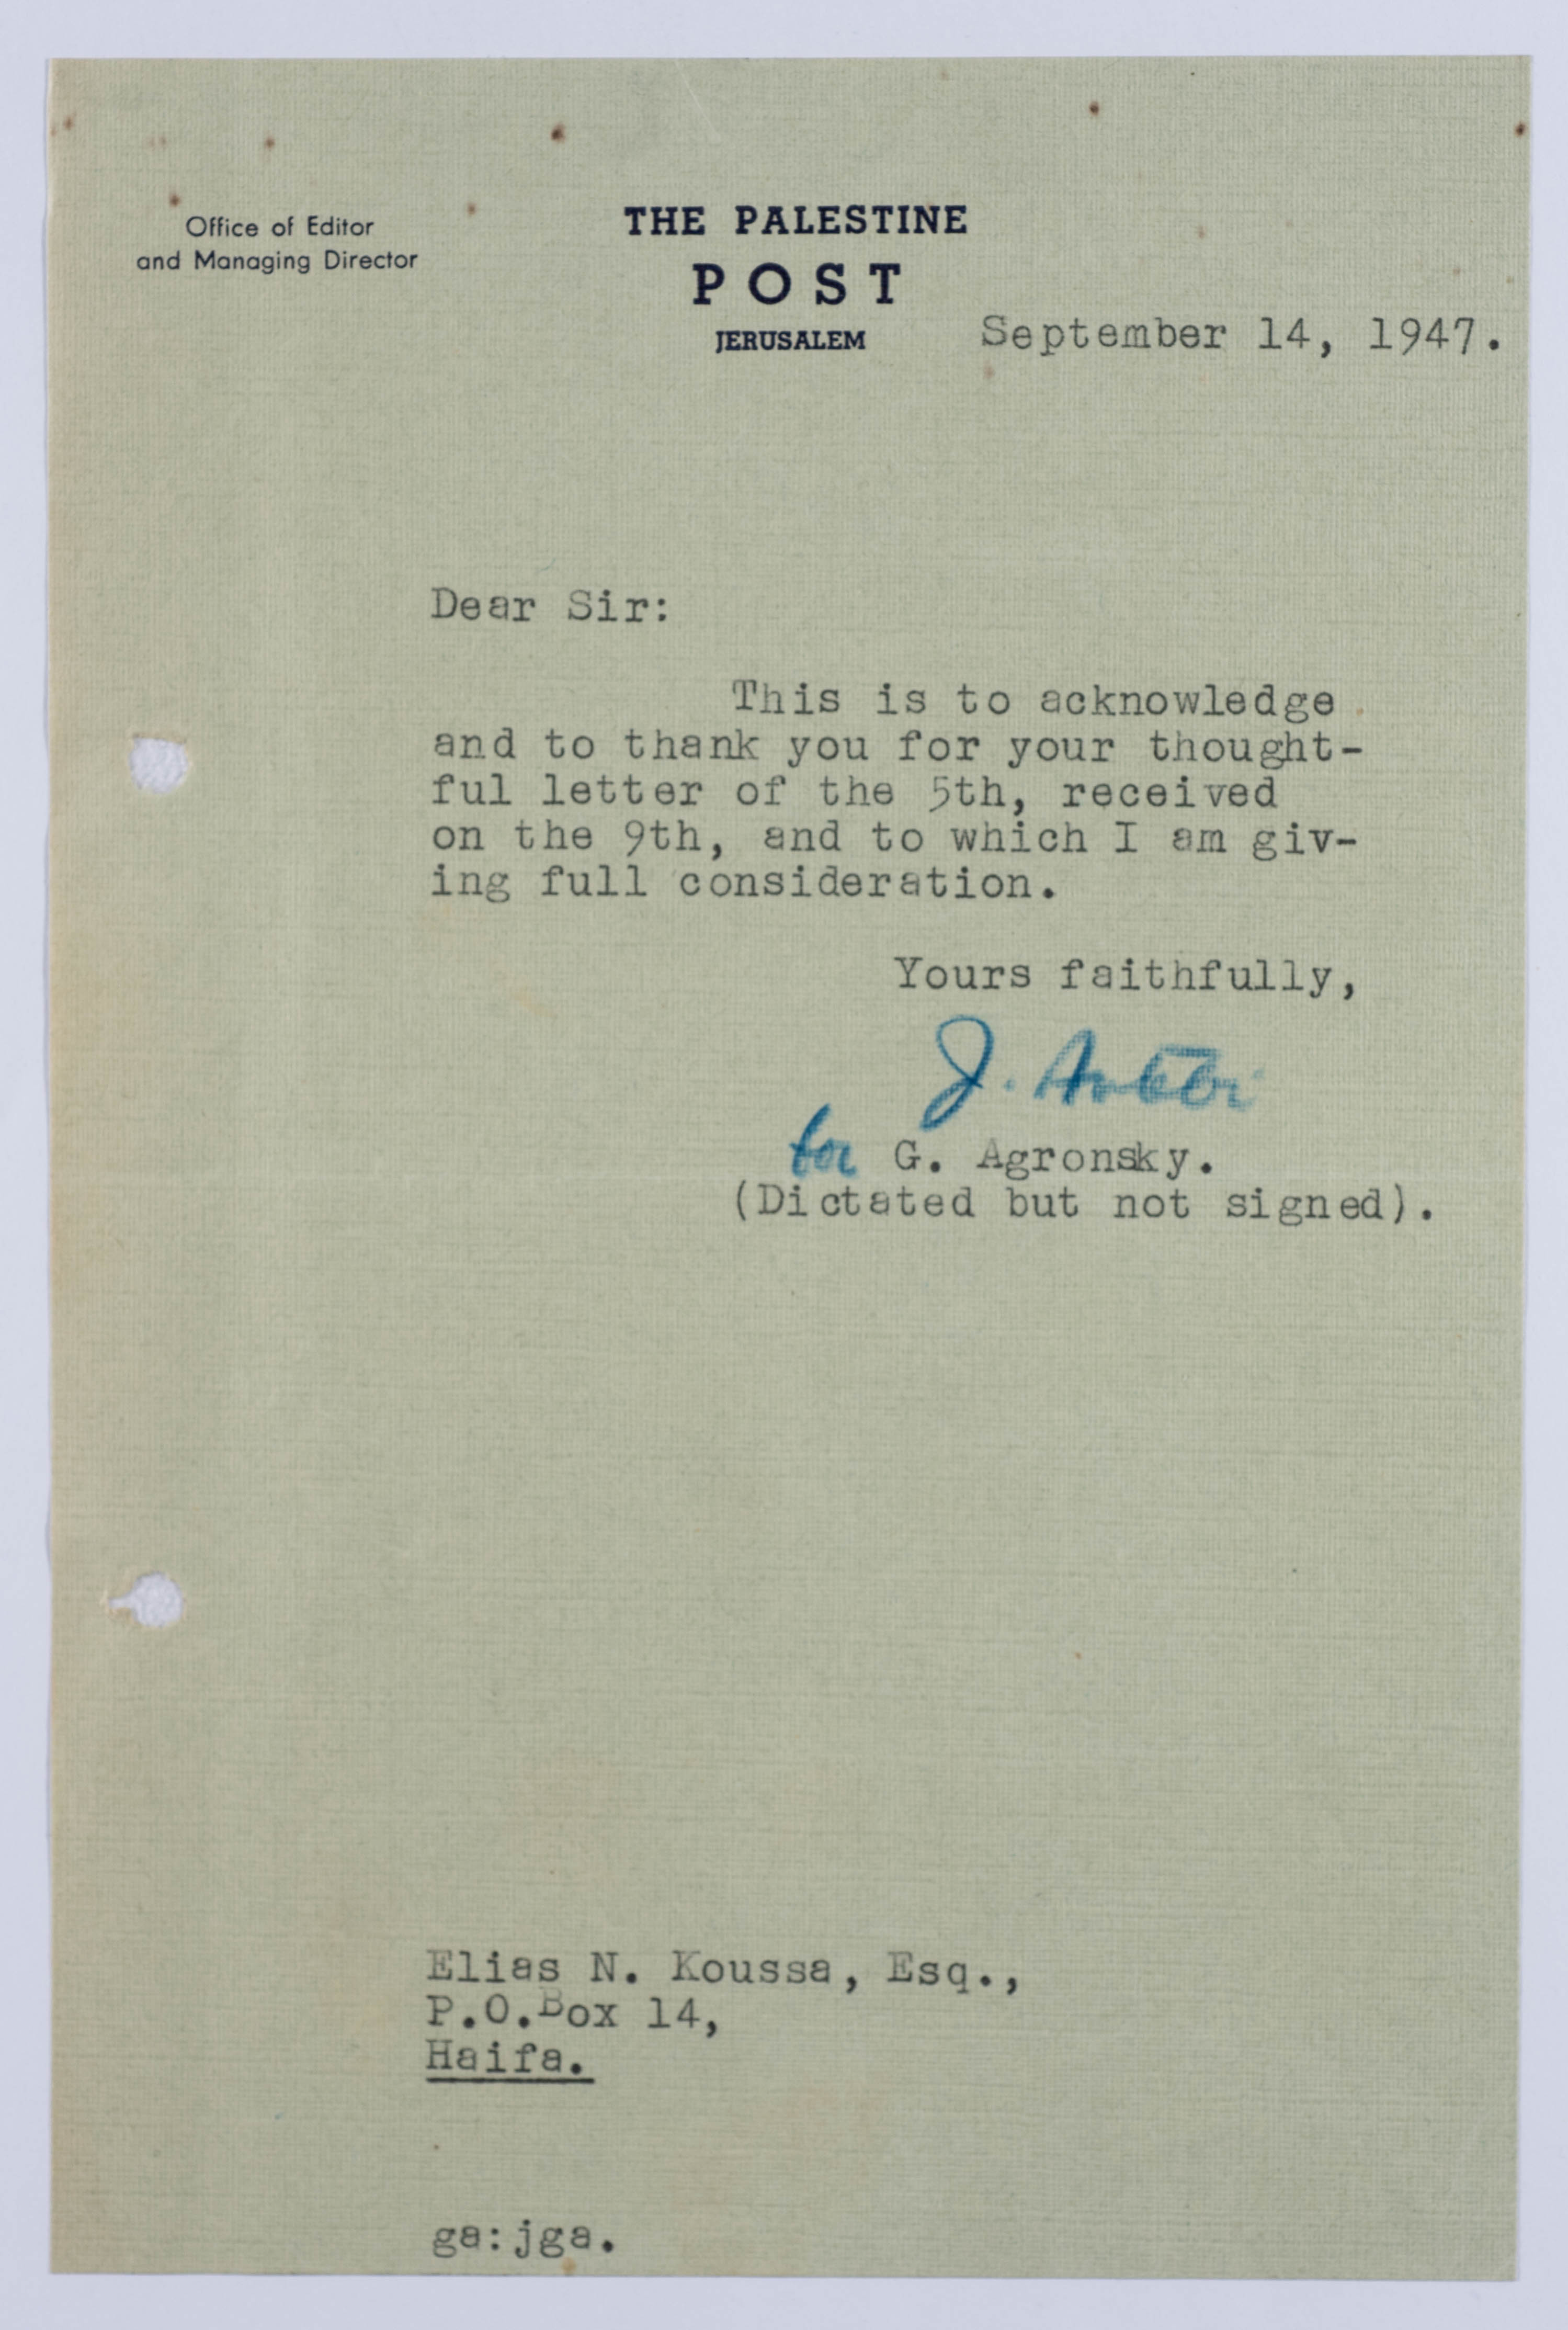 Office of Editor
and Managing Director
THE PALESTINE
POST
JERUSALEM
September 14, 1947.
Dear Sir:
This is to acknowledge
and to thank you for your thought-
ful letter of the 5th, received
on the 9th, and to which I am giv-
ing full consideration.
Yours faithfully,
J.
for G. Agronsky.
(Dictated but not signed).
Elias N. Koussa, Esq.,
P.O.Box 14,
Haifa.
ga:jga.